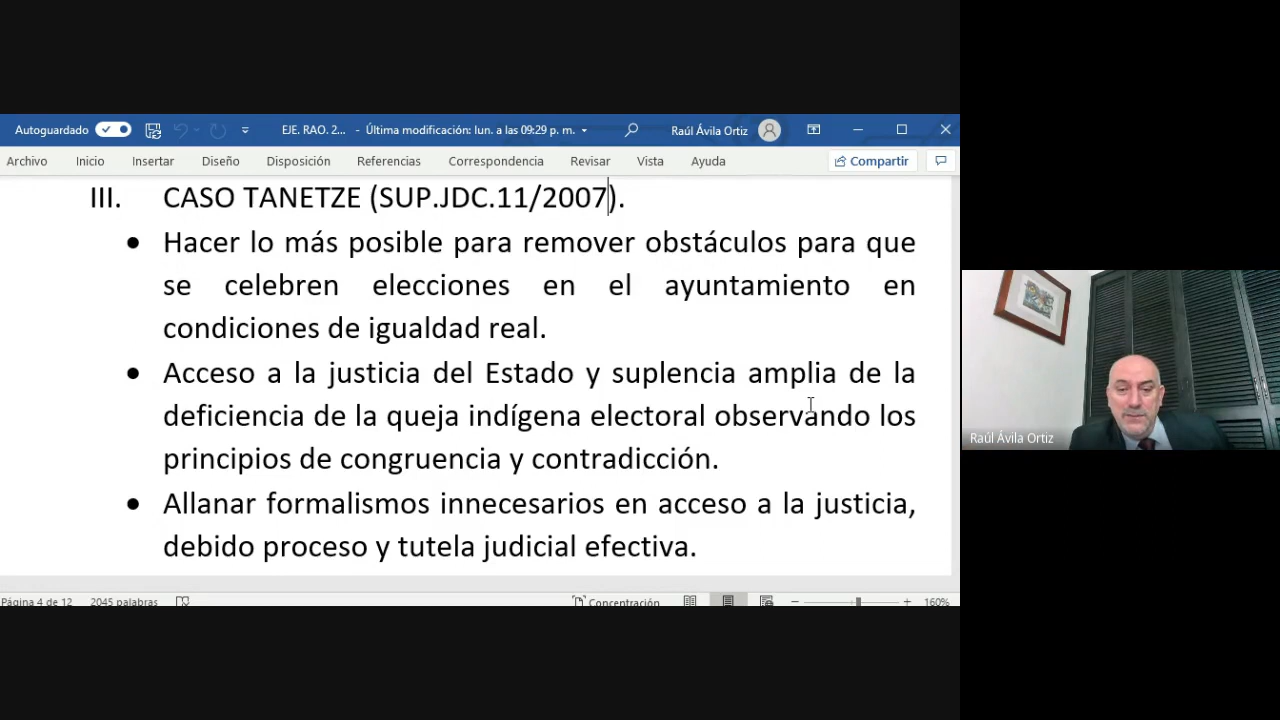 Autoguardado EJE. RAO. 2... - Última modificación: lun. a las 09:29 p. m. Raúl Ávila Ortiz
Archivo Inicio Insertar Diseño Disposición Referencias Correspondencia Revisar Vista Ayuda Compartir
III. CASO TANETZE (SUP.JDC.11/2007).
• Hacer lo más posible para remover obstáculos para que
se celebren elecciones en el ayuntamiento en
condiciones de igualdad real.
• Acceso a la justicia del Estado y suplencia amplia de la
deficiencia de la queja indígena electoral observando los
principios de congruencia y contradicción.
• Allanar formalismos innecesarios en acceso a la justicia,
debido proceso y tutela judicial efectiva.
Página 4 de 12 2045 palabras Concentración 160%
Raúl Ávila Ortiz